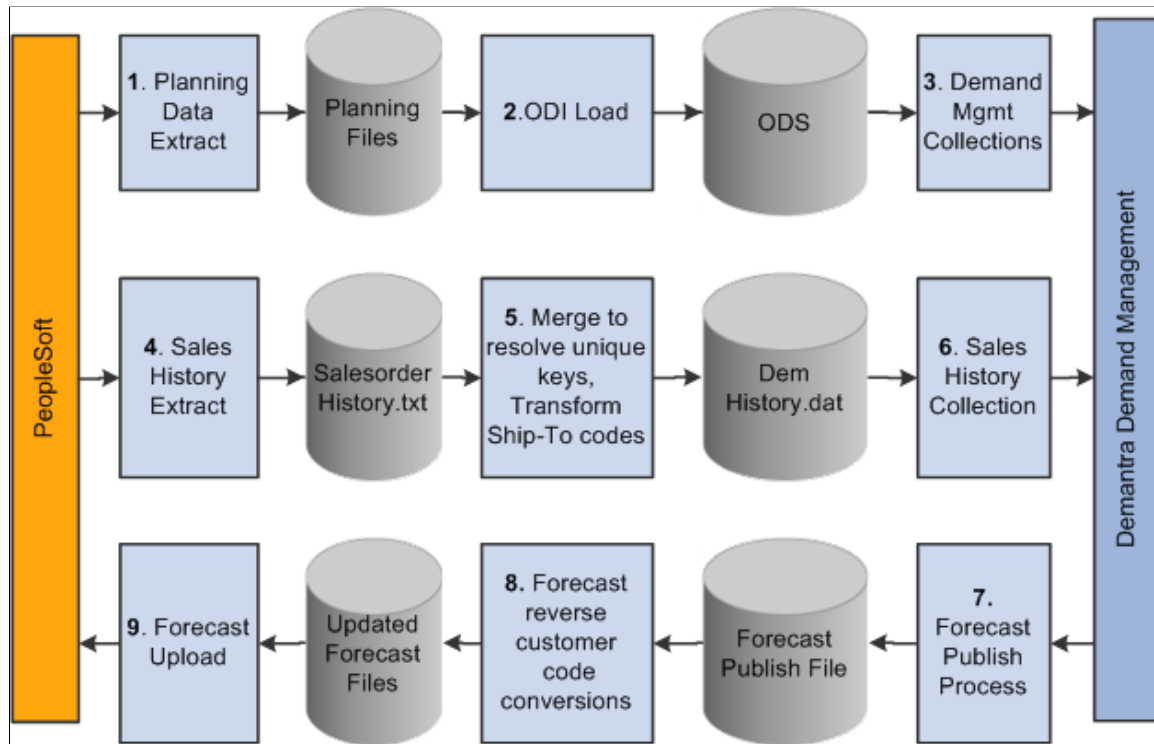 PeopleSoft
1. Planning
Data
Extract
Planning
Files
2.ODI Load
ODS
3. Demand
Mgmt
Collections
Demantra Demand Management
4. Sales
History
Extract
Salesorder
History.txt
5. Merge to
resolve unique
keys,
Transform
Ship-To codes
Dem
History.dat
6. Sales
History
Collection
9. Forecast
Upload
Updated
Forecast
Files
8. Forecast
reverse
customer
code
conversions
Forecast
Publish File
7.
Forecast
Publish
Process